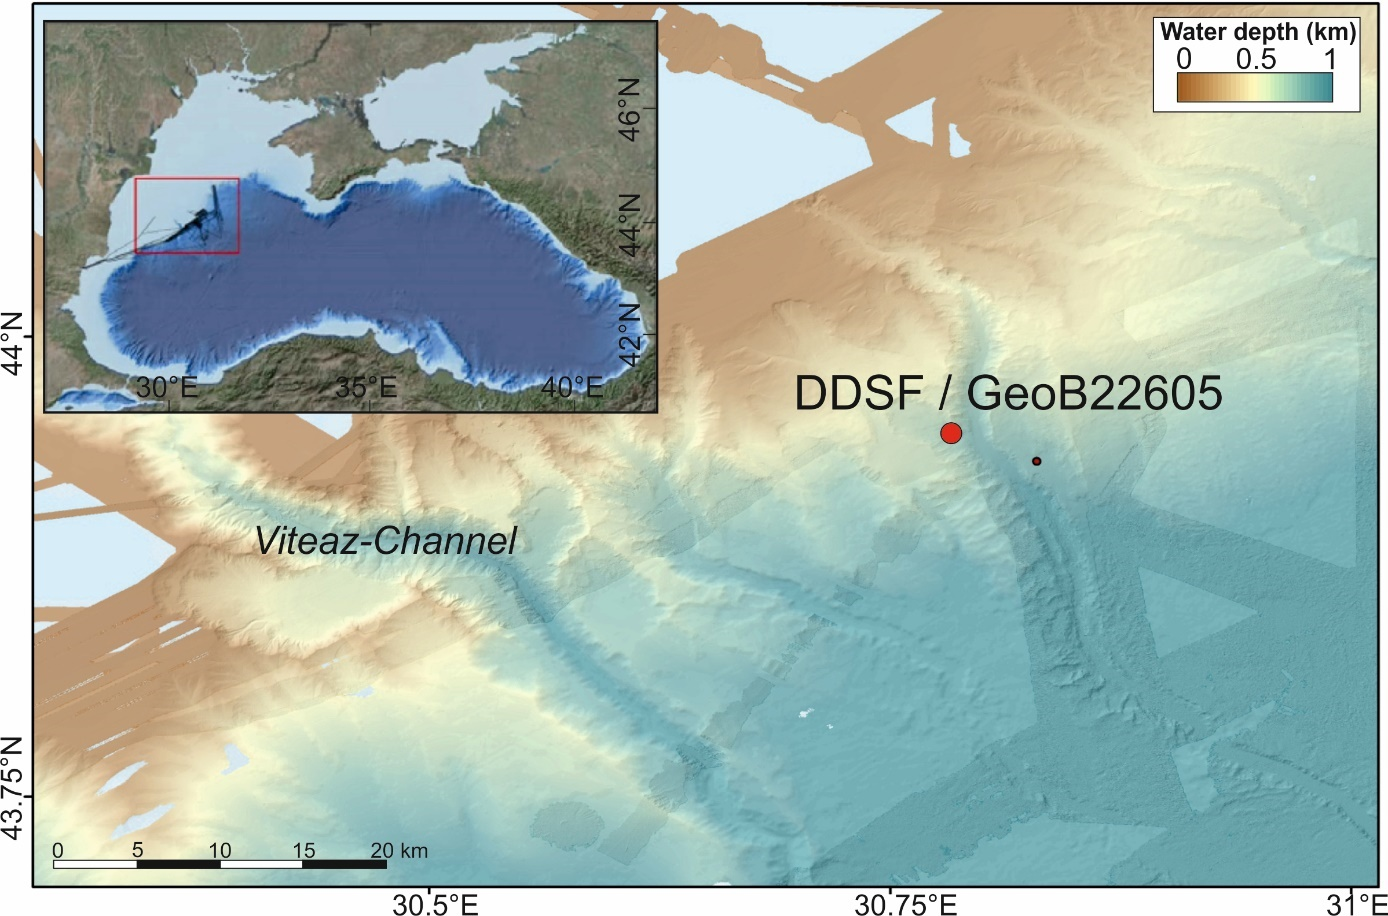 Water depth (km)
0 0.5 1
46°N
44°N
42°N
30°E 35°E 40°E
44°N
DDSF / GeoB22605
Viteaz-Channel
43.75°N
0 5 10 15 20 km
30.5°E 30.75°E 31°E